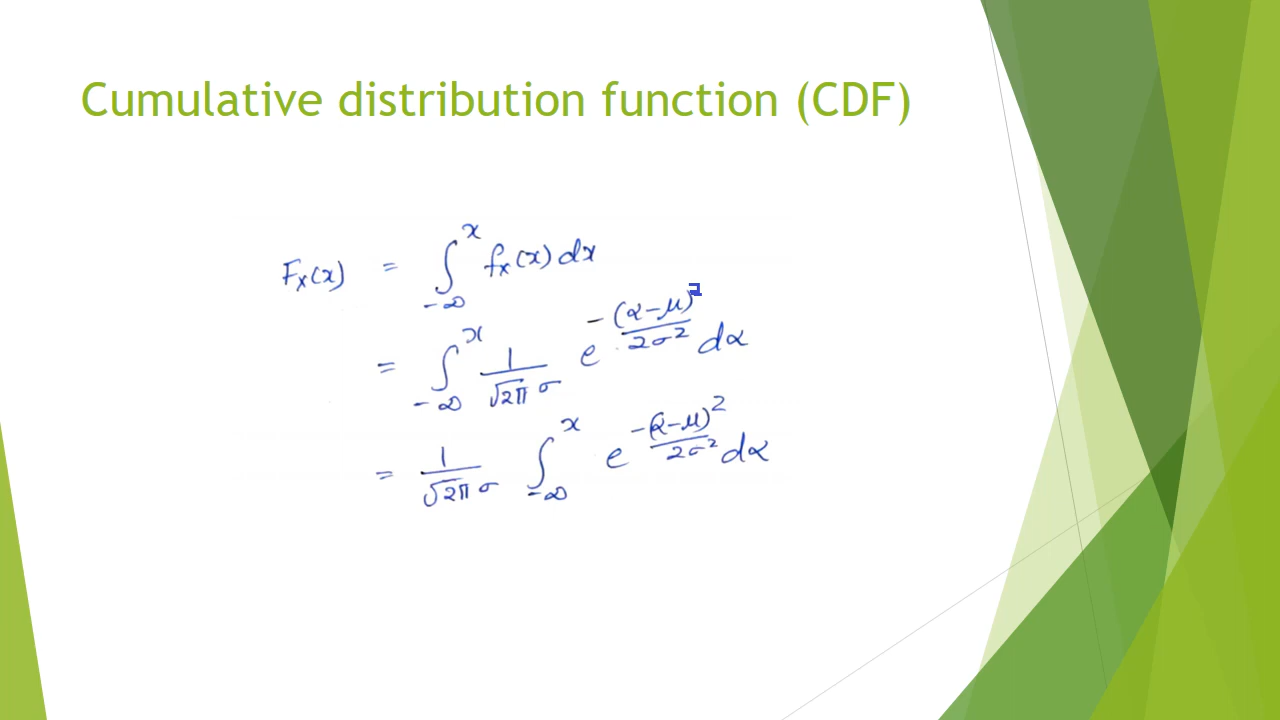 Cumulative distribution function (CDF)
Fx(x) = ∫_{-∞}^{x} fx(x) dx
= ∫_{-∞}^{x} 1/(√2π σ) e^{-(α-μ)²/2σ²} dα
= 1/(√2π σ) ∫_{-∞}^{x} e^{-(α-μ)²/2σ²} dα